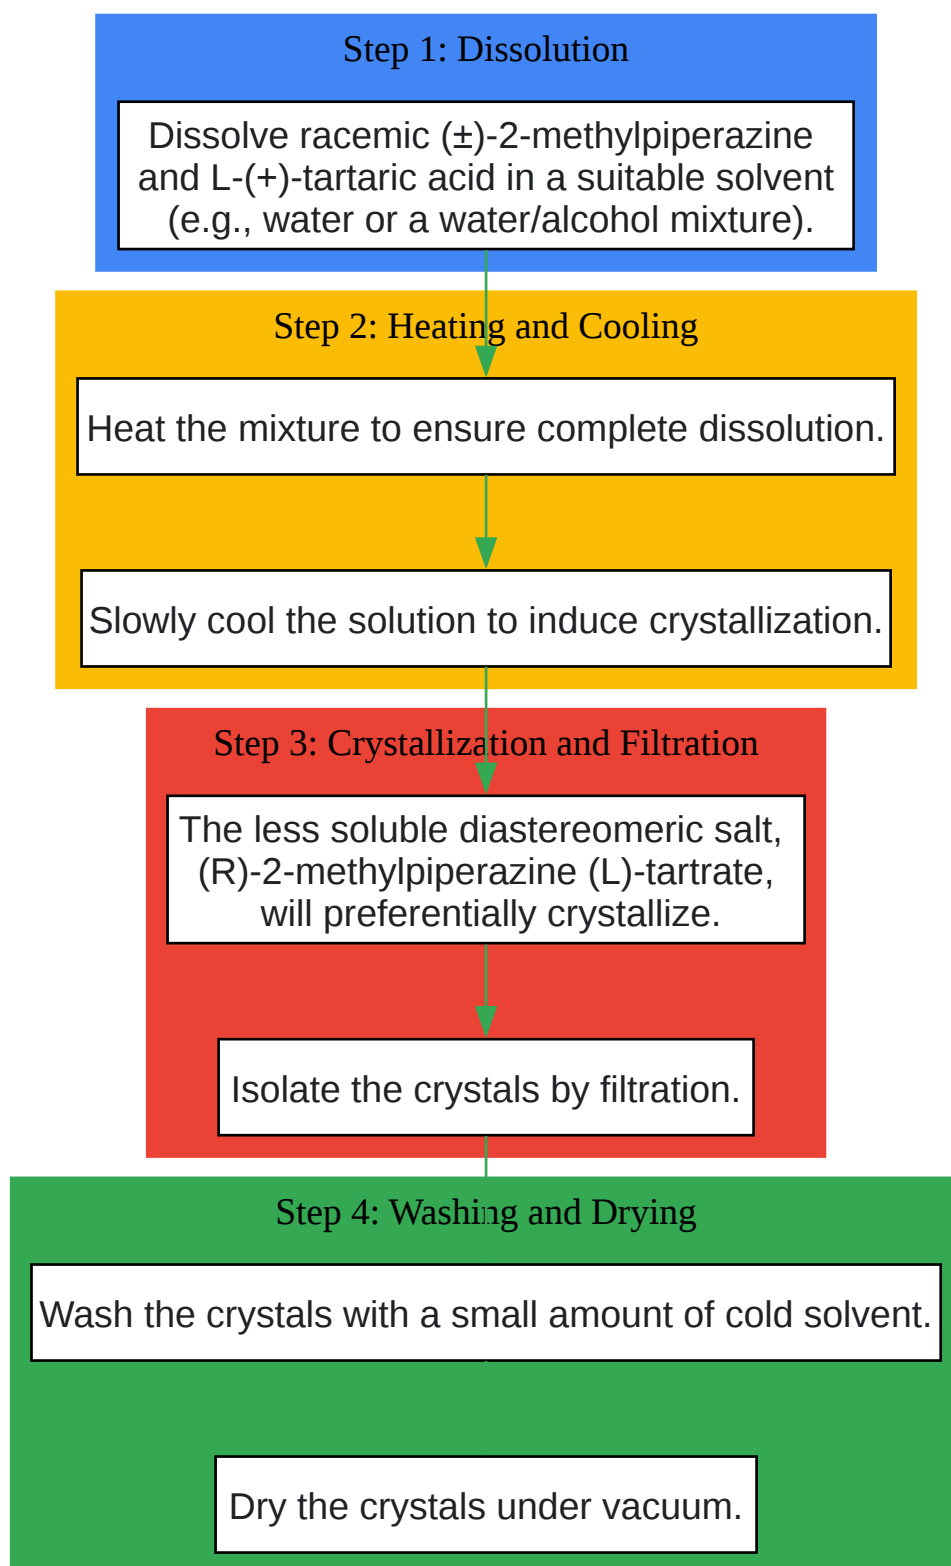 Step 1: Dissolution
Dissolve racemic (±)-2-methylpiperazine
and L-(+)-tartaric acid in a suitable solvent
(e.g., water or a water/alcohol mixture).
Step 2: Heating and Cooling
Heat the mixture to ensure complete dissolution.
Slowly cool the solution to induce crystallization.
Step 3: Crystallization and Filtration
The less soluble diastereomeric salt,
(R)-2-methylpiperazine (L)-tartrate,
will preferentially crystallize.
Isolate the crystals by filtration.
Step 4: Washing and Drying
Wash the crystals with a small amount of cold solvent.
Dry the crystals under vacuum.